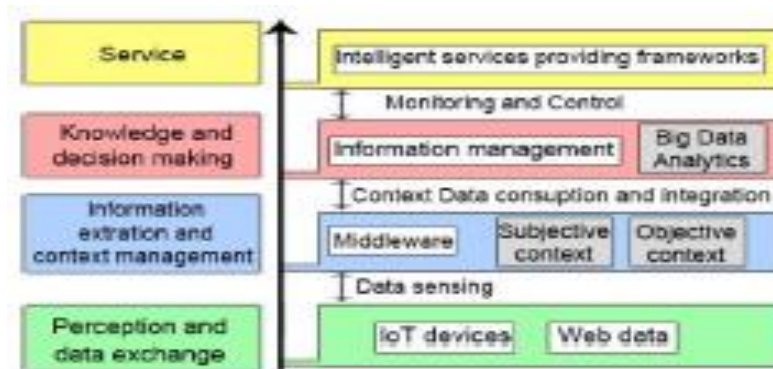 Service
Intelligent services providing frameworks
Monitoring and Control
Knowledge and
decision making
Information management
Big Data
Analytics
Context Data consuption and integration
Information
extration and
context management
Middleware
Subjective
context
Objective
context
Data sensing
Perception and
data exchange
IoT devices
Web data